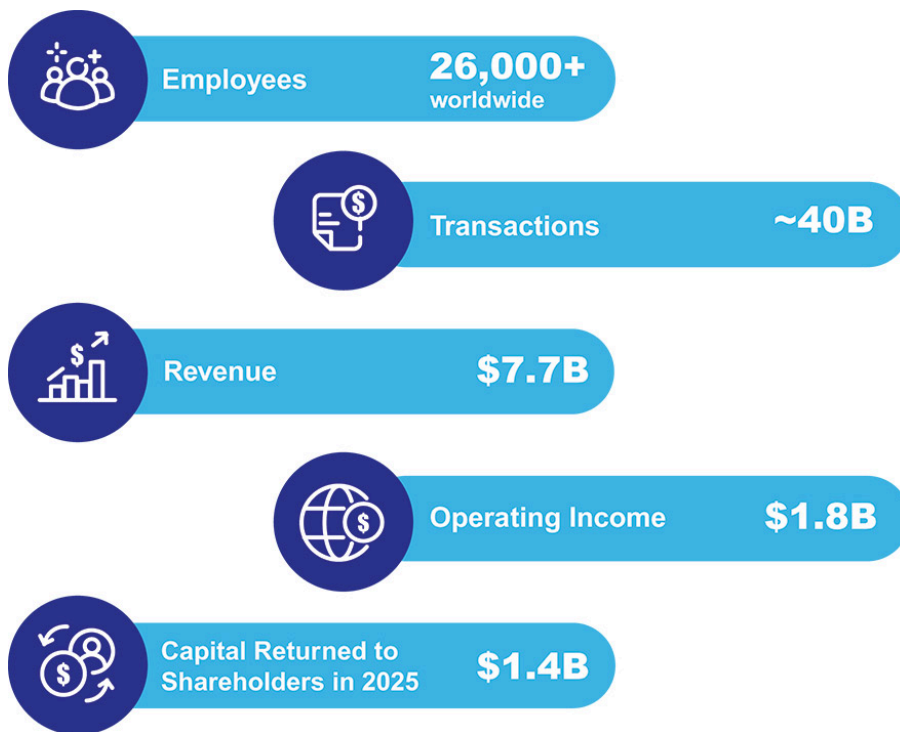 Employees
26,000+
worldwide
$
Transactions
~40B
$
Revenue
$7.7B
$
Operating Income
$1.8B
$
Capital Returned to
Shareholders in 2025
$1.4B